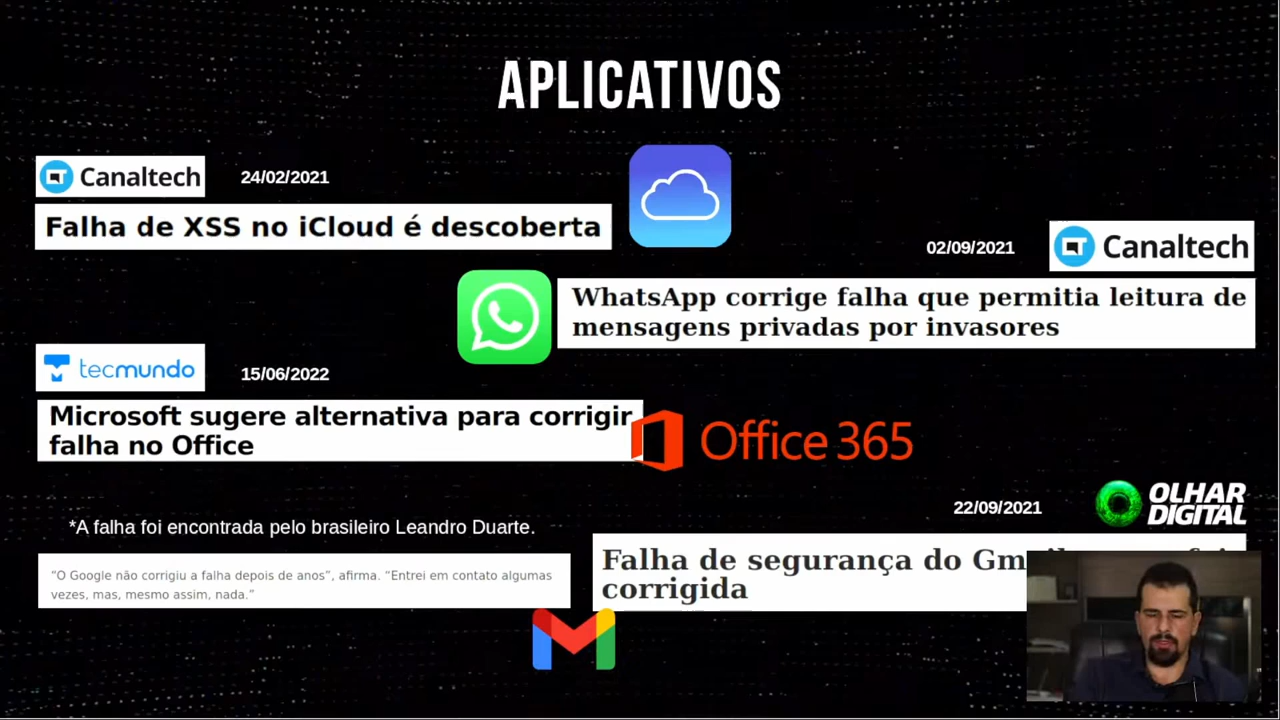 APLICATIVOS
Canaltech
24/02/2021
Falha de XSS no iCloud é descoberta
02/09/2021
Canaltech
WhatsApp corrige falha que permitia leitura de
mensagens privadas por invasores
tecmundo
15/06/2022
Microsoft sugere alternativa para corrigir
falha no Office
Office 365
22/09/2021
OLHAR
DIGITAL
*A falha foi encontrada pelo brasileiro Leandro Duarte.
“O Google não corrigiu a falha depois de anos”, afirma. “Entrei em contato algumas
vezes, mas, mesmo assim, nada.”
Falha de segurança do
corrigida